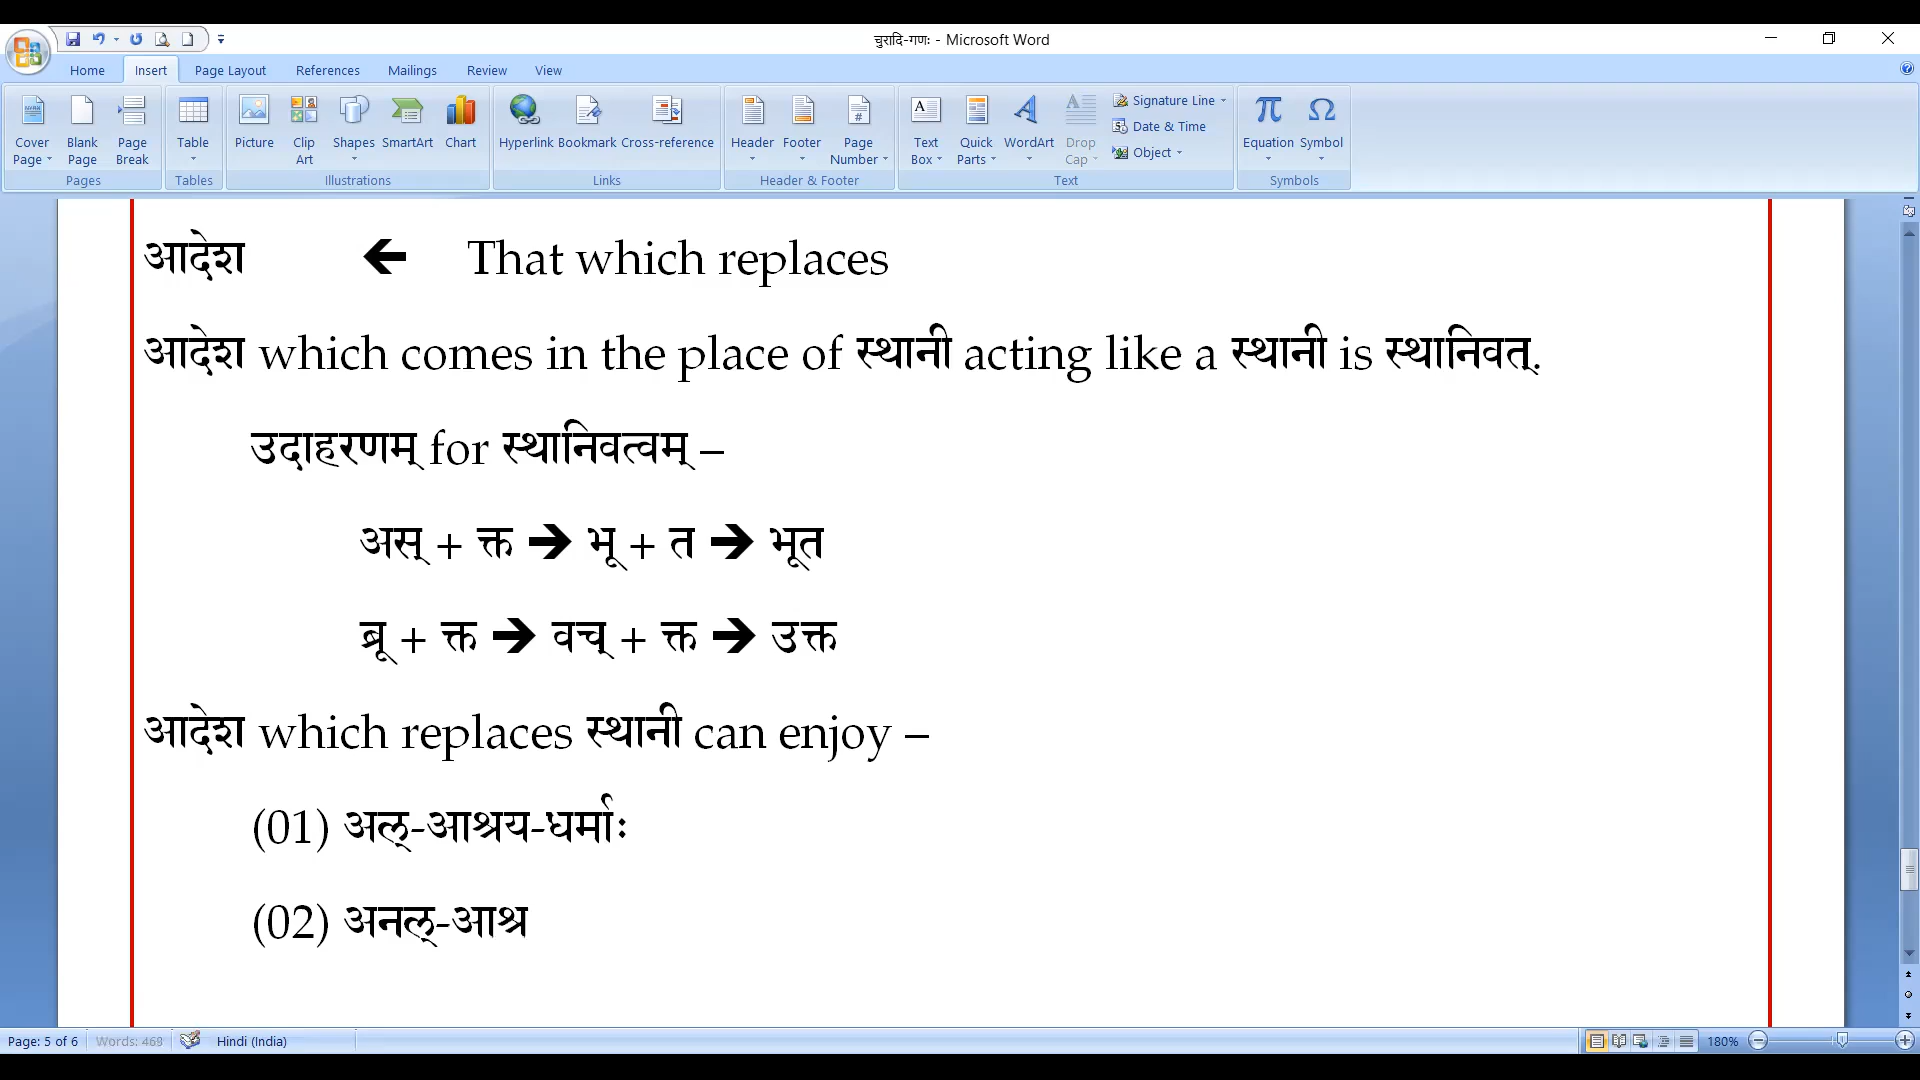 चुरादि-गणः - Microsoft Word
Home Insert Page Layout References Mailings Review View
Cover Page Blank Page Page Break Table Picture Clip Art Shapes SmartArt Chart Hyperlink Bookmark Cross-reference Header Footer Page Number Text Box Quick Parts WordArt Drop Cap Signature Line Date & Time Object Equation Symbol
Pages Tables Illustrations Links Header & Footer Text Symbols
आदेश 🡰 That which replaces
आदेश which comes in the place of स्थानी acting like a स्थानी is स्थानिवत्.
उदाहरणम् for स्थानिवत्वम् –
अस् + क्त 🡲 भू + त 🡲 भूत
ब्रू + क्त 🡲 वच् + क्त 🡲 उक्त
आदेश which replaces स्थानी can enjoy –
(01) अल्-आश्रय-धर्माः
(02) अनल्-आश्र
Page: 5 of 6 Words: 469 Hindi (India) 180%